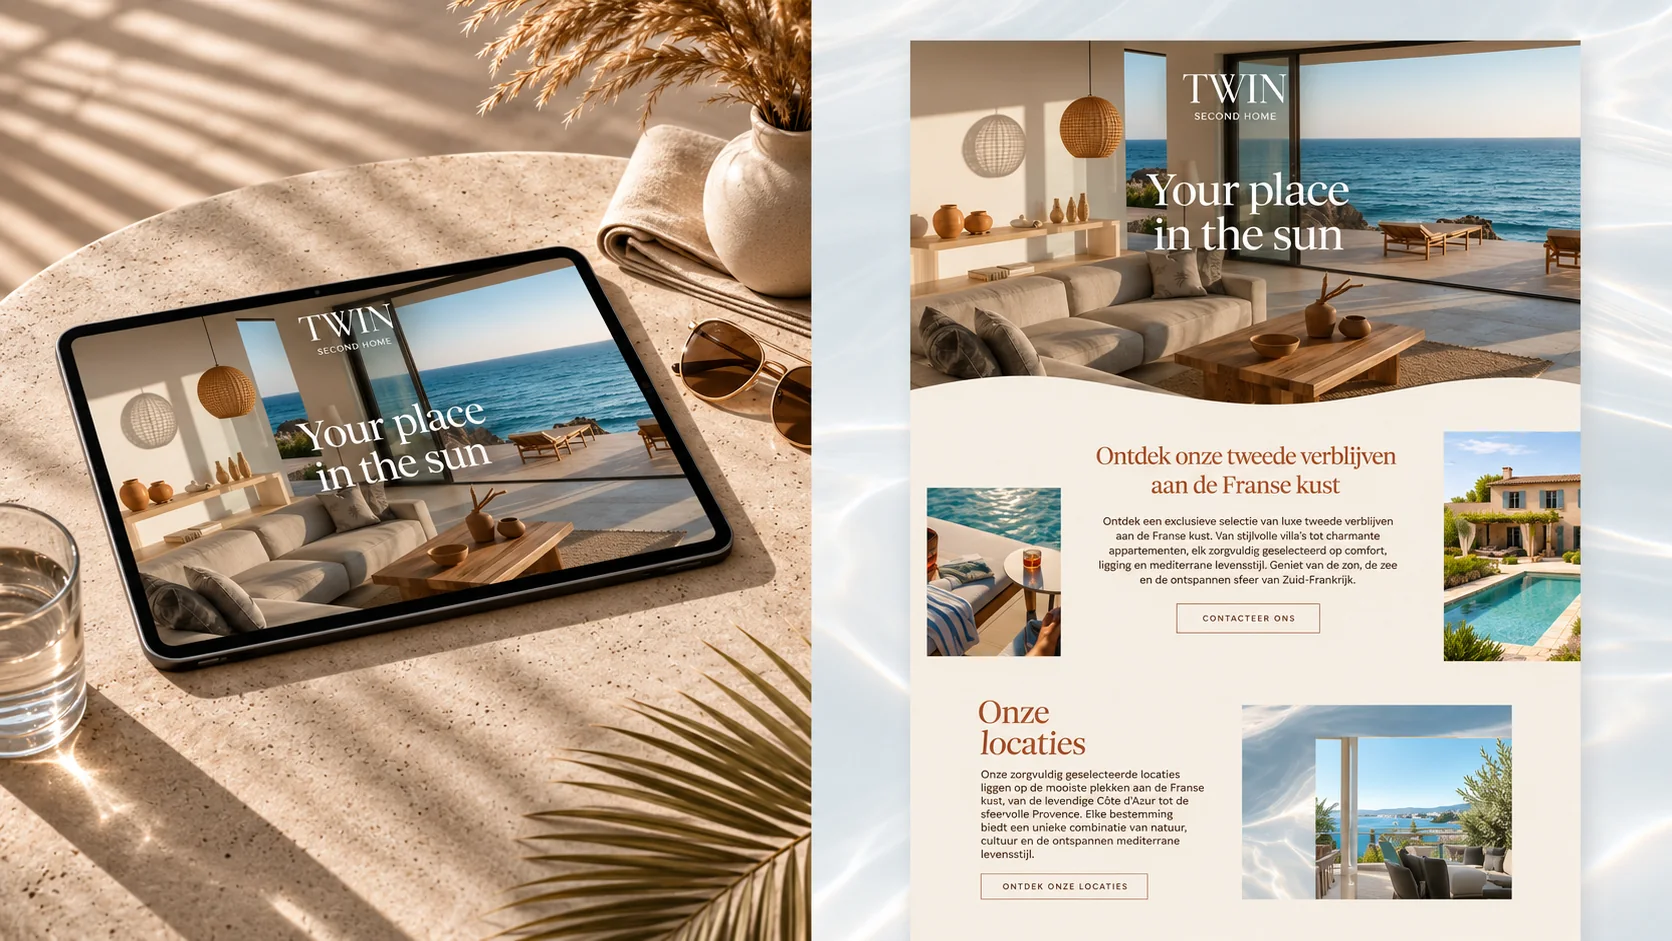 TWIN
SECOND HOME
Your place
in the sun
TWIN
SECOND HOME
Your place
in the sun
Ontdek onze tweede verblijven
aan de Franse kust
Ontdek een exclusieve selectie van luxe tweede verblijven
aan de Franse kust. Van stijlvolle villa's tot charmante
appartementen, elk zorgvuldig geselecteerd op comfort,
ligging en mediterrane levensstijl. Geniet van de zon, de zee
en de ontspannen sfeer van Zuid-Frankrijk.
CONTACTEER ONS
Onze
locaties
Onze zorgvuldig geselecteerde locaties
liggen op de mooiste plekken aan de Franse
kust, van de levendige Côte d'Azur tot de
sfeervolle Provence. Elke bestemming
biedt een unieke combinatie van natuur,
cultuur en de ontspannen mediterrane
levensstijl.
ONTDEK ONZE LOCATIES